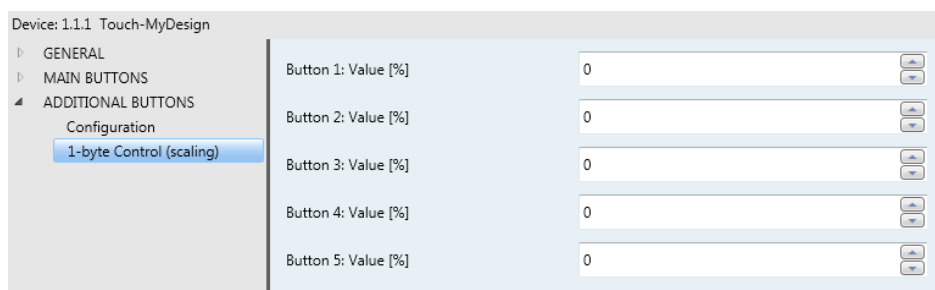 Device: 1.1.1 Touch-MyDesign
GENERAL
MAIN BUTTONS
ADDITIONAL BUTTONS
Configuration
1-byte Control (scaling)
Button 1: Value [%] 0
Button 2: Value [%] 0
Button 3: Value [%] 0
Button 4: Value [%] 0
Button 5: Value [%] 0